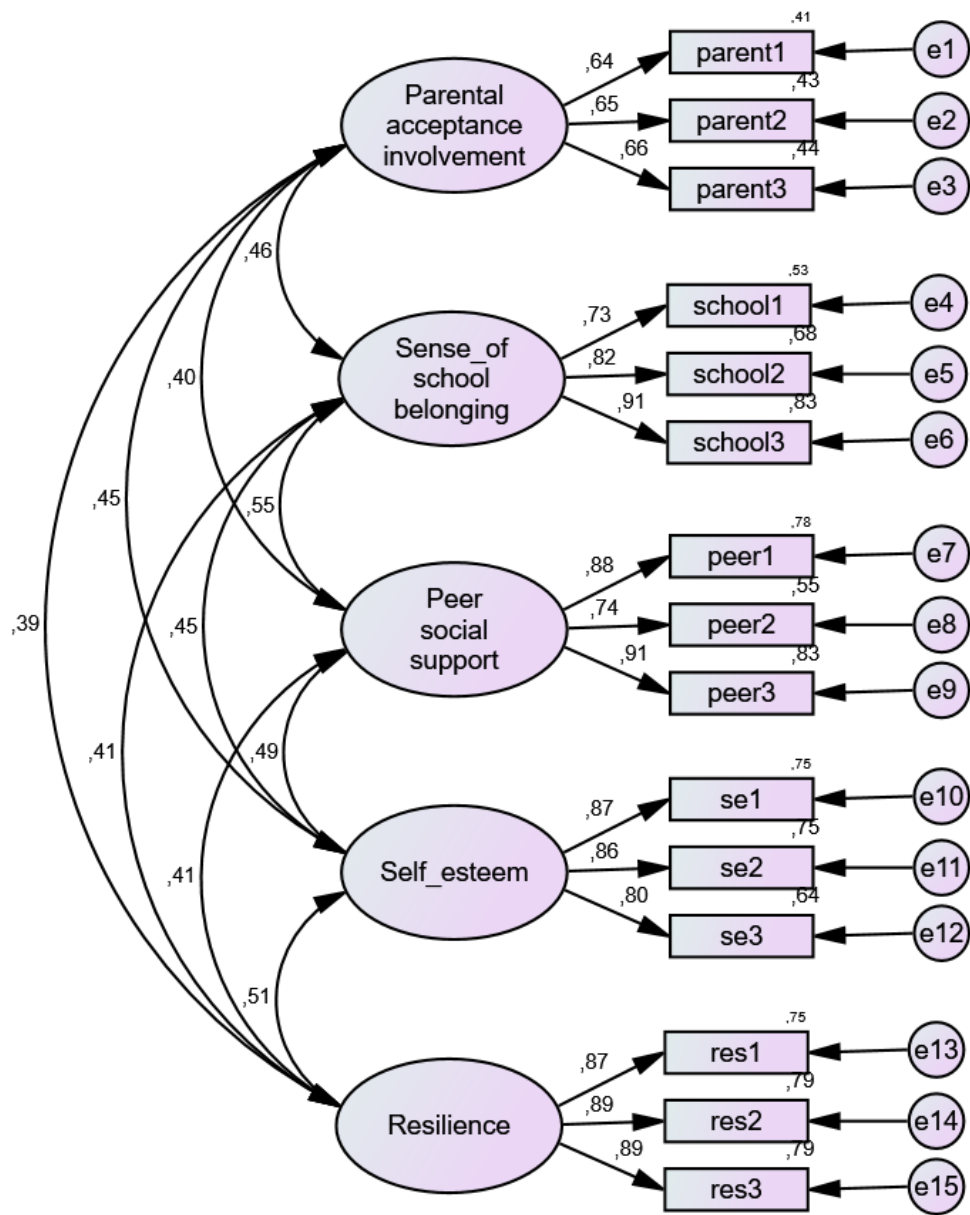 ,41
,64
parent1
e1
Parental
acceptance
involvement
,43
,65
parent2
e2
,44
,66
parent3
e3
,46
,53
,73
school1
e4
Sense_of
school
belonging
,68
,82
school2
e5
,40
,83
,91
school3
e6
,45
,55
,78
,88
peer1
e7
Peer
social
support
,55
,74
peer2
e8
,39
,45
,83
,91
peer3
e9
,41
,49
,75
,87
se1
e10
Self_esteem
,75
,86
se2
e11
,41
,64
,80
se3
e12
,51
,75
,87
res1
e13
Resilience
,79
,89
res2
e14
,79
,89
res3
e15